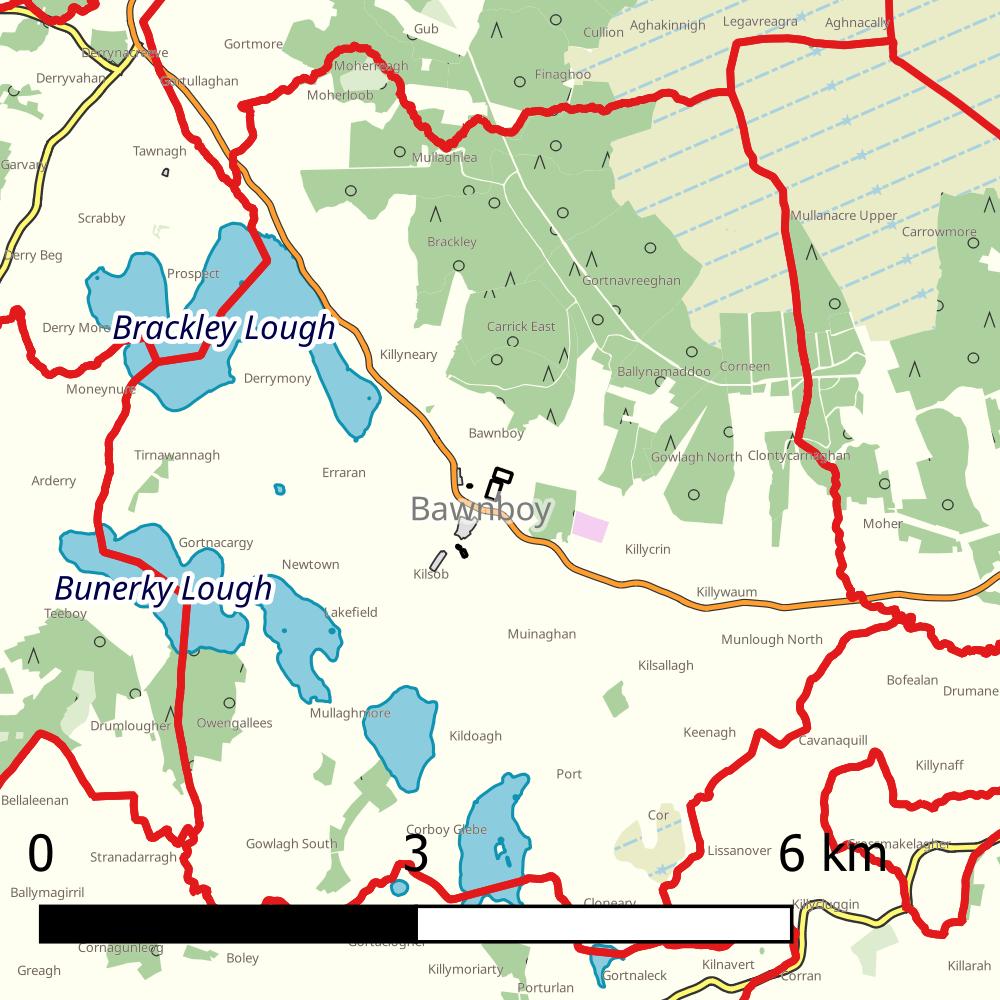 Gub
Cullion
Aghakinnigh
Legavreagra
Aghnacally
Gortmore
Derrynacreeve
Moherreagh
Finaghoo
Derryvahan
Gortullaghan
Moherloob
Tawnagh
Mullaghlea
Garvary
Scrabby
Mullanacre Upper
Carrowmore
Brackley
Derry Beg
Prospect
Gortnavreeghan
Derry More
Brackley Lough
Carrick East
Killyneary
Corneen
Ballynamaddoo
Derrymony
Moneynure
Bawnboy
Tirnawannagh
Gowlagh North
Clontycarnaghan
Erraran
Arderry
Bawnboy
Moher
Gortnacargy
Killycrin
Newtown
Kilsob
Bunerky Lough
Killywaum
Teeboy
Lakefield
Muinaghan
Munlough North
Kilsallagh
Bofealan
Drumane
Mullaghmore
Drumlougher
Owengallees
Kildoagh
Keenagh
Cavanaquill
Killynaff
Port
Bellaleenan
Cor
Corboy Glebe
Gowlagh South
Stranadarragh
Lissanover
0 3 6 km
Ballymagirril
Cloneary
Killycluggin
Cornagunleog
Boley
Greagh
Killymoriarty
Gortnaleck
Kilnavert
Corran
Killarah
Porturlan